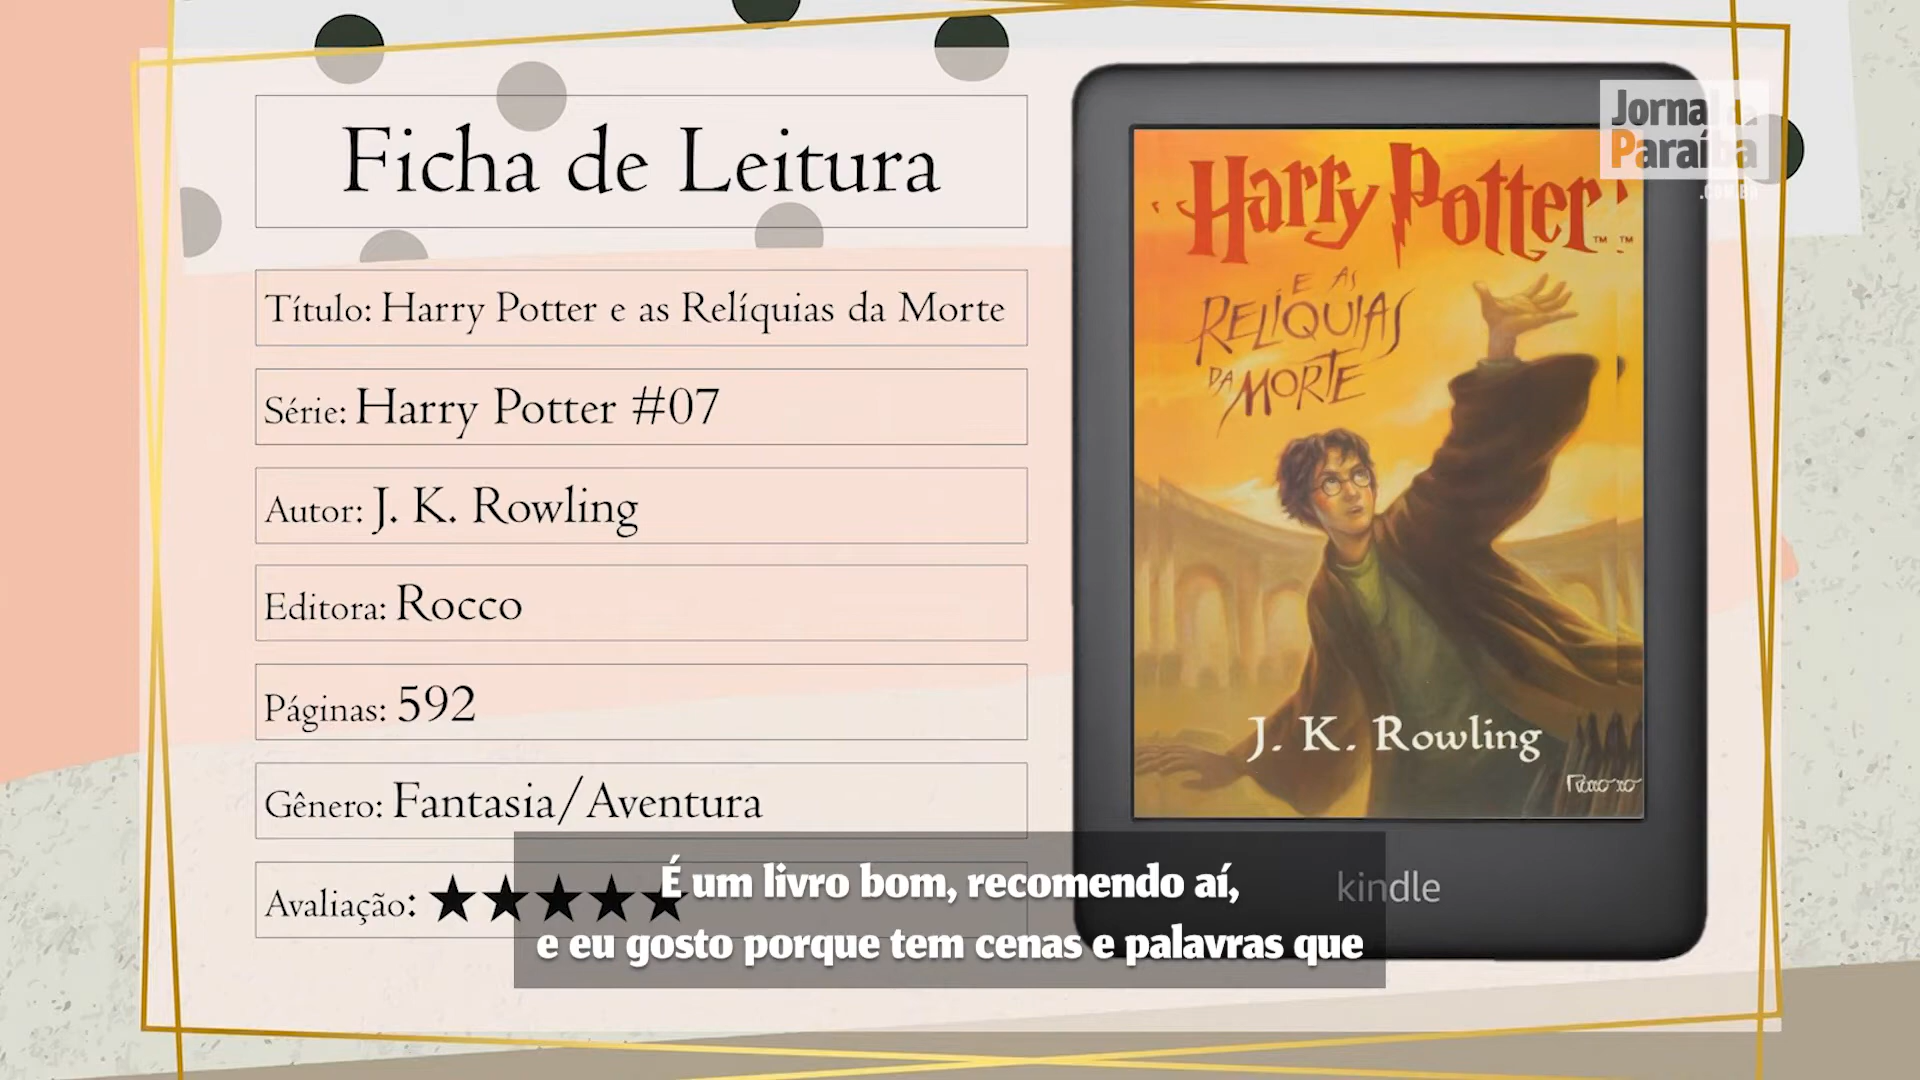 Ficha de Leitura
Título: Harry Potter e as Relíquias da Morte
Série: Harry Potter #07
Autor: J. K. Rowling
Editora: Rocco
Páginas: 592
Gênero: Fantasia/Aventura
Avaliação: ★★★★★
Jornal da
Paraíba
.COM.BR
Harry Potter
E AS
RELÍQUIAS
DA MORTE
J. K. Rowling
kindle
É um livro bom, recomendo aí,
e eu gosto porque tem cenas e palavras que